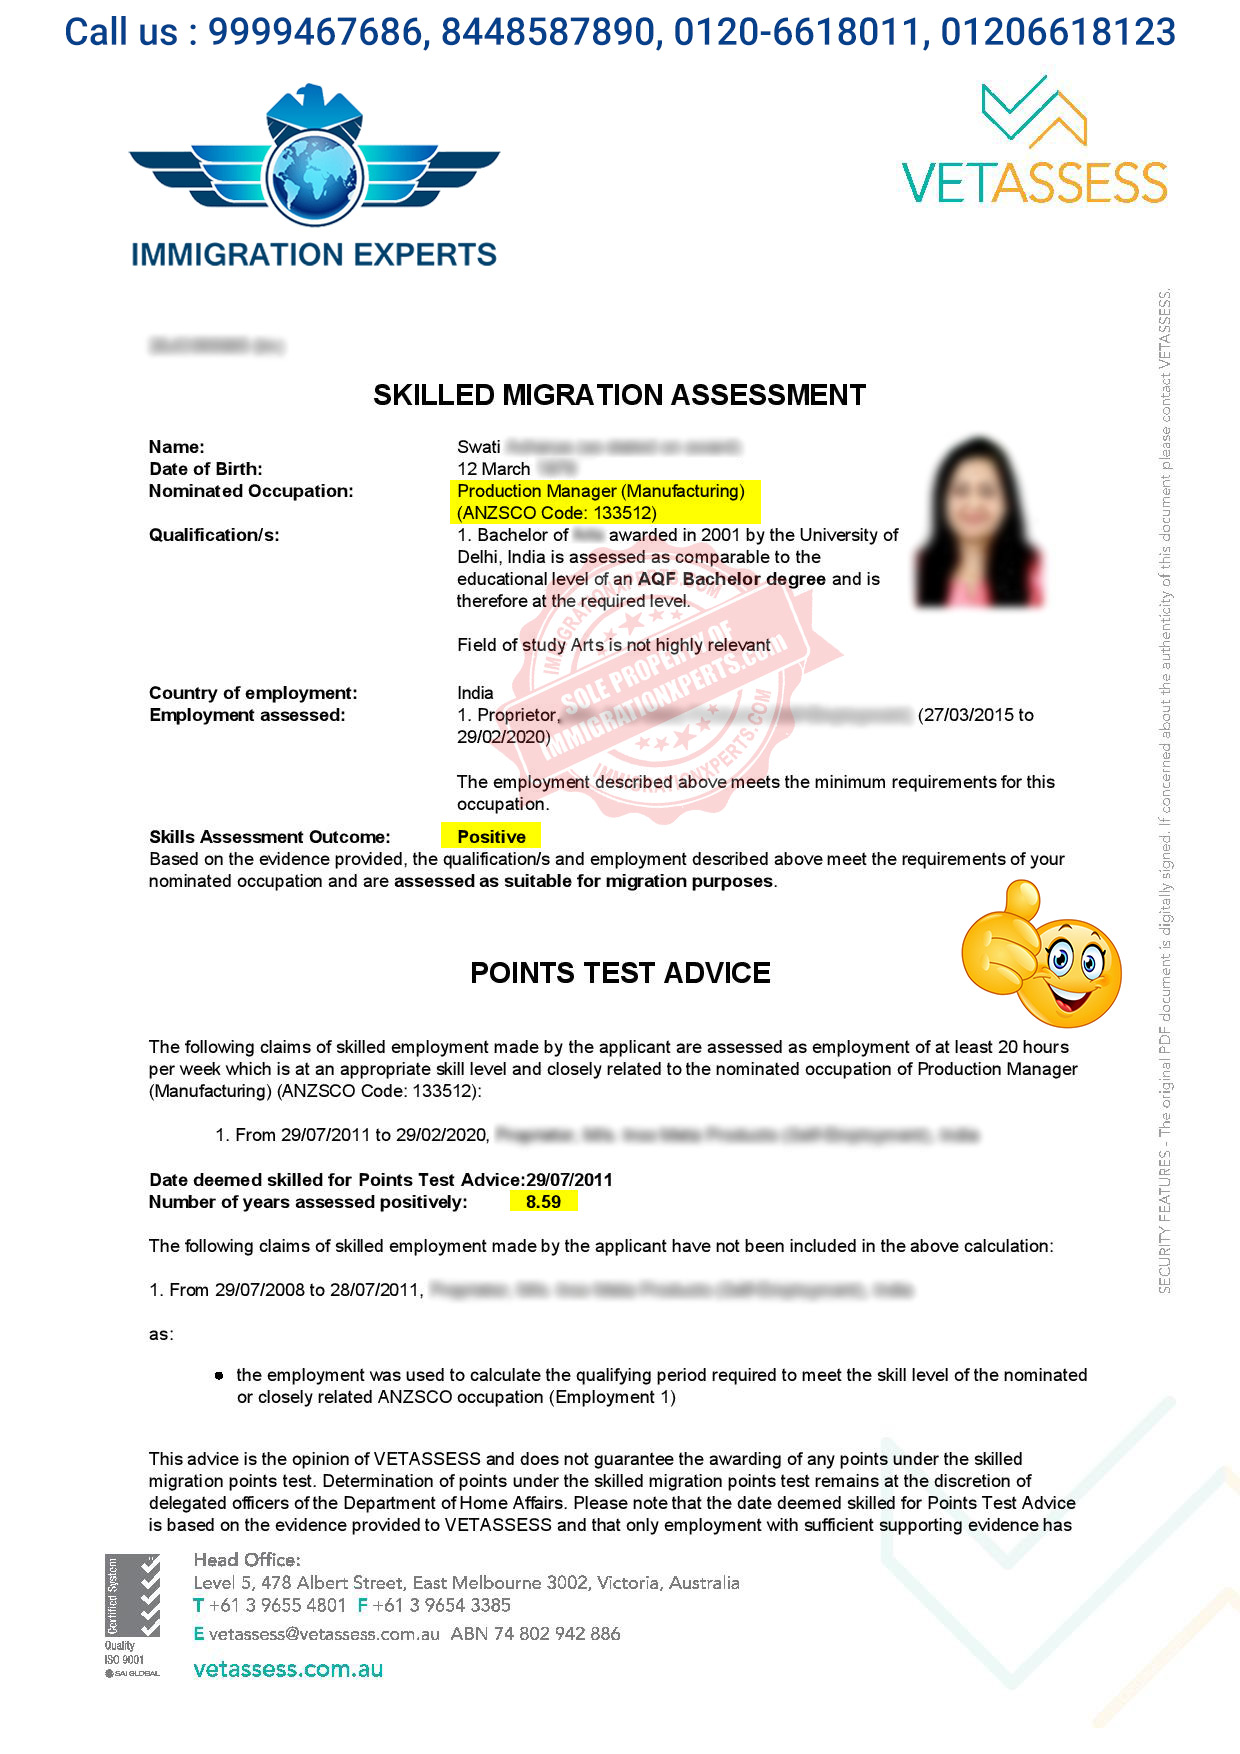 Call us : 9999467686, 8448587890, 0120-6618011, 01206618123
IMMIGRATION EXPERTS
VETASSESS
SKILLED MIGRATION ASSESSMENT
Name: Swati
Date of Birth: 12 March
Nominated Occupation: Production Manager (Manufacturing)
(ANZSCO Code: 133512)
Qualification/s: 1. Bachelor of awarded in 2001 by the University of
Delhi, India is assessed as comparable to the
educational level of an AQF Bachelor degree and is
therefore at the required level.
Field of study Arts is not highly relevant
Country of employment: India
Employment assessed: 1. Proprietor, (27/03/2015 to
29/02/2020)
The employment described above meets the minimum requirements for this
occupation.
IMMIGRATIONXPERTS.COM
SOLE PROPERTY OF
IMMIGRATIONXPERTS.com
IMMIGRATIONXPERTS.COM
Skills Assessment Outcome: Positive
Based on the evidence provided, the qualification/s and employment described above meet the requirements of your
nominated occupation and are assessed as suitable for migration purposes.
POINTS TEST ADVICE
The following claims of skilled employment made by the applicant are assessed as employment of at least 20 hours
per week which is at an appropriate skill level and closely related to the nominated occupation of Production Manager
(Manufacturing) (ANZSCO Code: 133512):
1. From 29/07/2011 to 29/02/2020,
Date deemed skilled for Points Test Advice:29/07/2011
Number of years assessed positively: 8.59
The following claims of skilled employment made by the applicant have not been included in the above calculation:
1. From 29/07/2008 to 28/07/2011,
as:
• the employment was used to calculate the qualifying period required to meet the skill level of the nominated
or closely related ANZSCO occupation (Employment 1)
This advice is the opinion of VETASSESS and does not guarantee the awarding of any points under the skilled
migration points test. Determination of points under the skilled migration points test remains at the discretion of
delegated officers of the Department of Home Affairs. Please note that the date deemed skilled for Points Test Advice
is based on the evidence provided to VETASSESS and that only employment with sufficient supporting evidence has
SECURITY FEATURES - The original PDF document is digitally signed. If concerned about the authenticity of this document please contact VETASSESS.
Certified System
Quality
ISO 9001
SAI GLOBAL
Head Office:
Level 5, 478 Albert Street, East Melbourne 3002, Victoria, Australia
T +61 3 9655 4801 F +61 3 9654 3385
E vetassess@vetassess.com.au ABN 74 802 942 886
vetassess.com.au